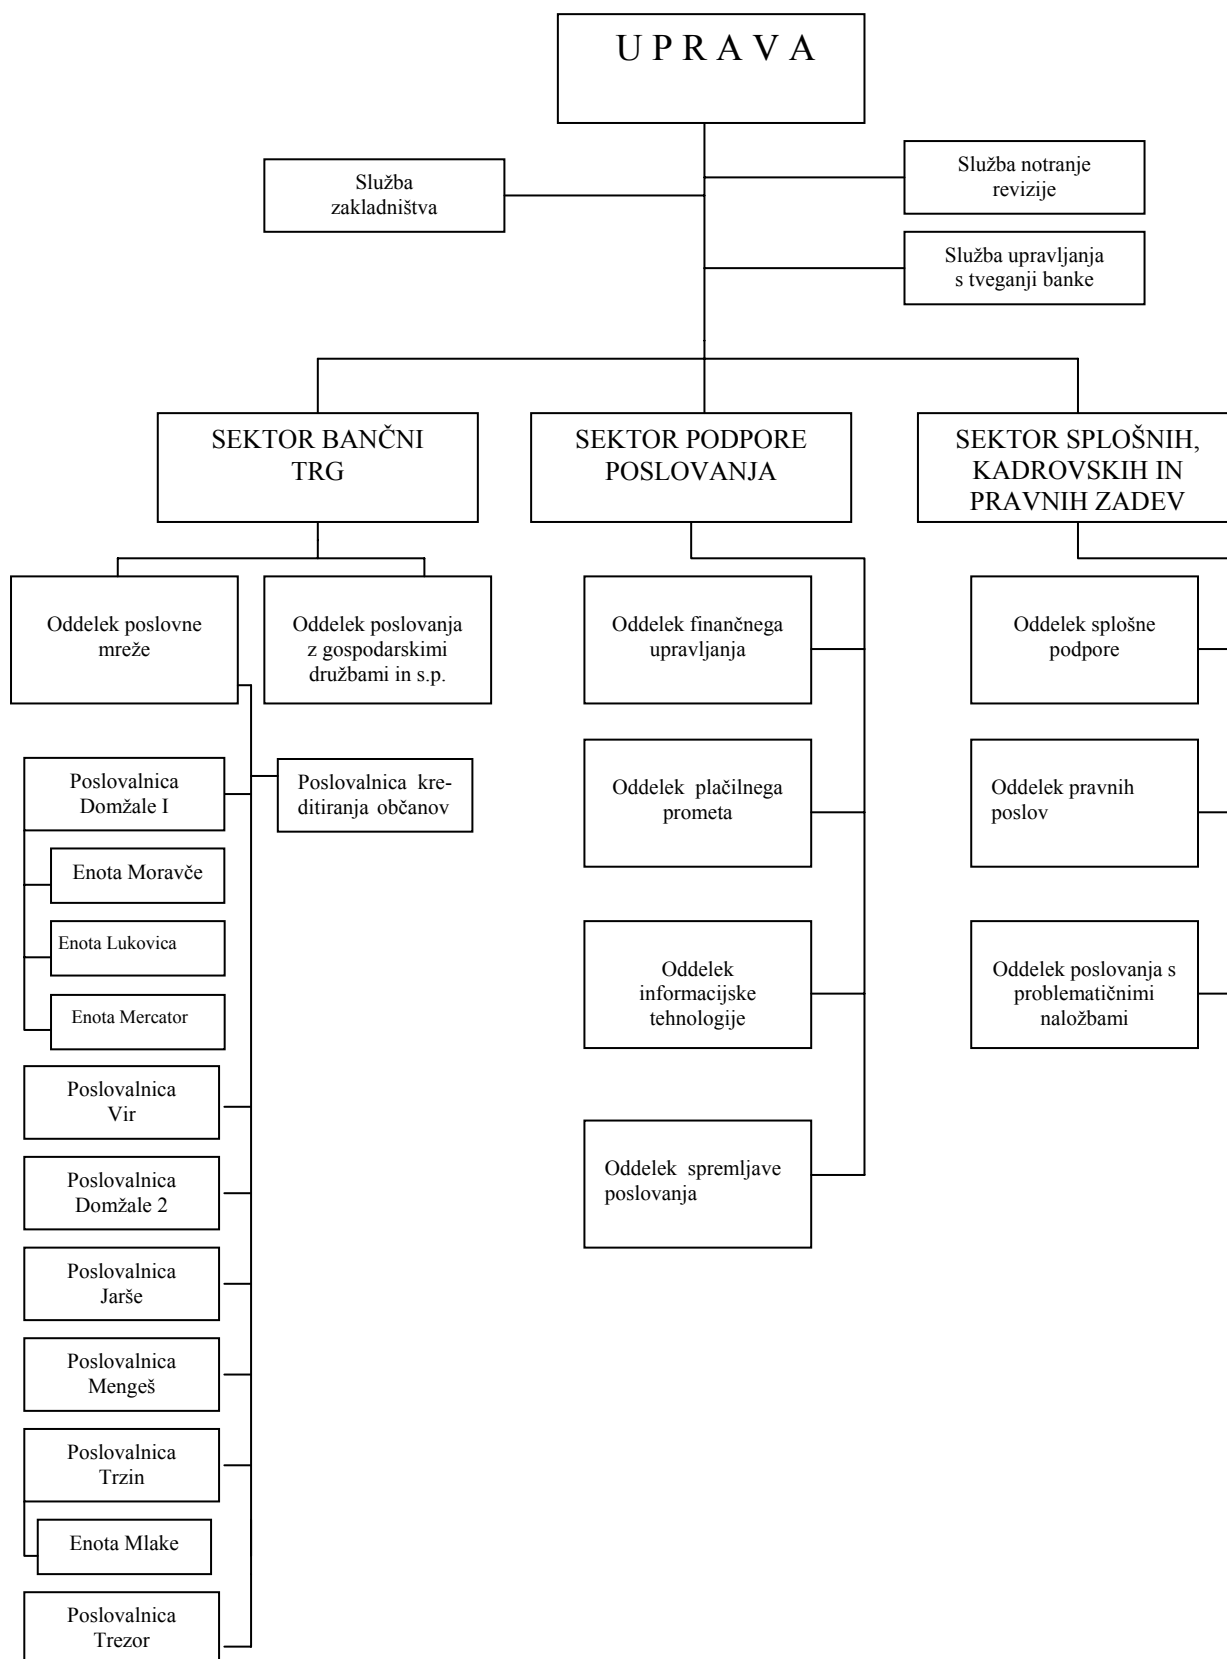 U P R A V A
Služba
zakladništva
Služba notranje
revizije
Služba upravljanja
s tveganji banke
SEKTOR BANČNI
TRG
SEKTOR PODPORE
POSLOVANJA
SEKTOR SPLOŠNIH,
KADROVSKIH IN
PRAVNIH ZADEV
Oddelek poslovne
mreže
Oddelek poslovanja
z gospodarskimi
družbami in s.p.
Oddelek finančnega
upravljanja
Oddelek splošne
podpore
Poslovalnica
Domžale I
Poslovalnica kre-
ditiranja občanov
Oddelek plačilnega
prometa
Oddelek pravnih
poslov
Enota Moravče
Enota Lukovica
Enota Mercator
Oddelek
informacijske
tehnologije
Oddelek poslovanja s
problematičnimi
naložbami
Poslovalnica
Vir
Poslovalnica
Domžale 2
Oddelek spremljave
poslovanja
Poslovalnica
Jarše
Poslovalnica
Mengeš
Poslovalnica
Trzin
Enota Mlake
Poslovalnica
Trezor